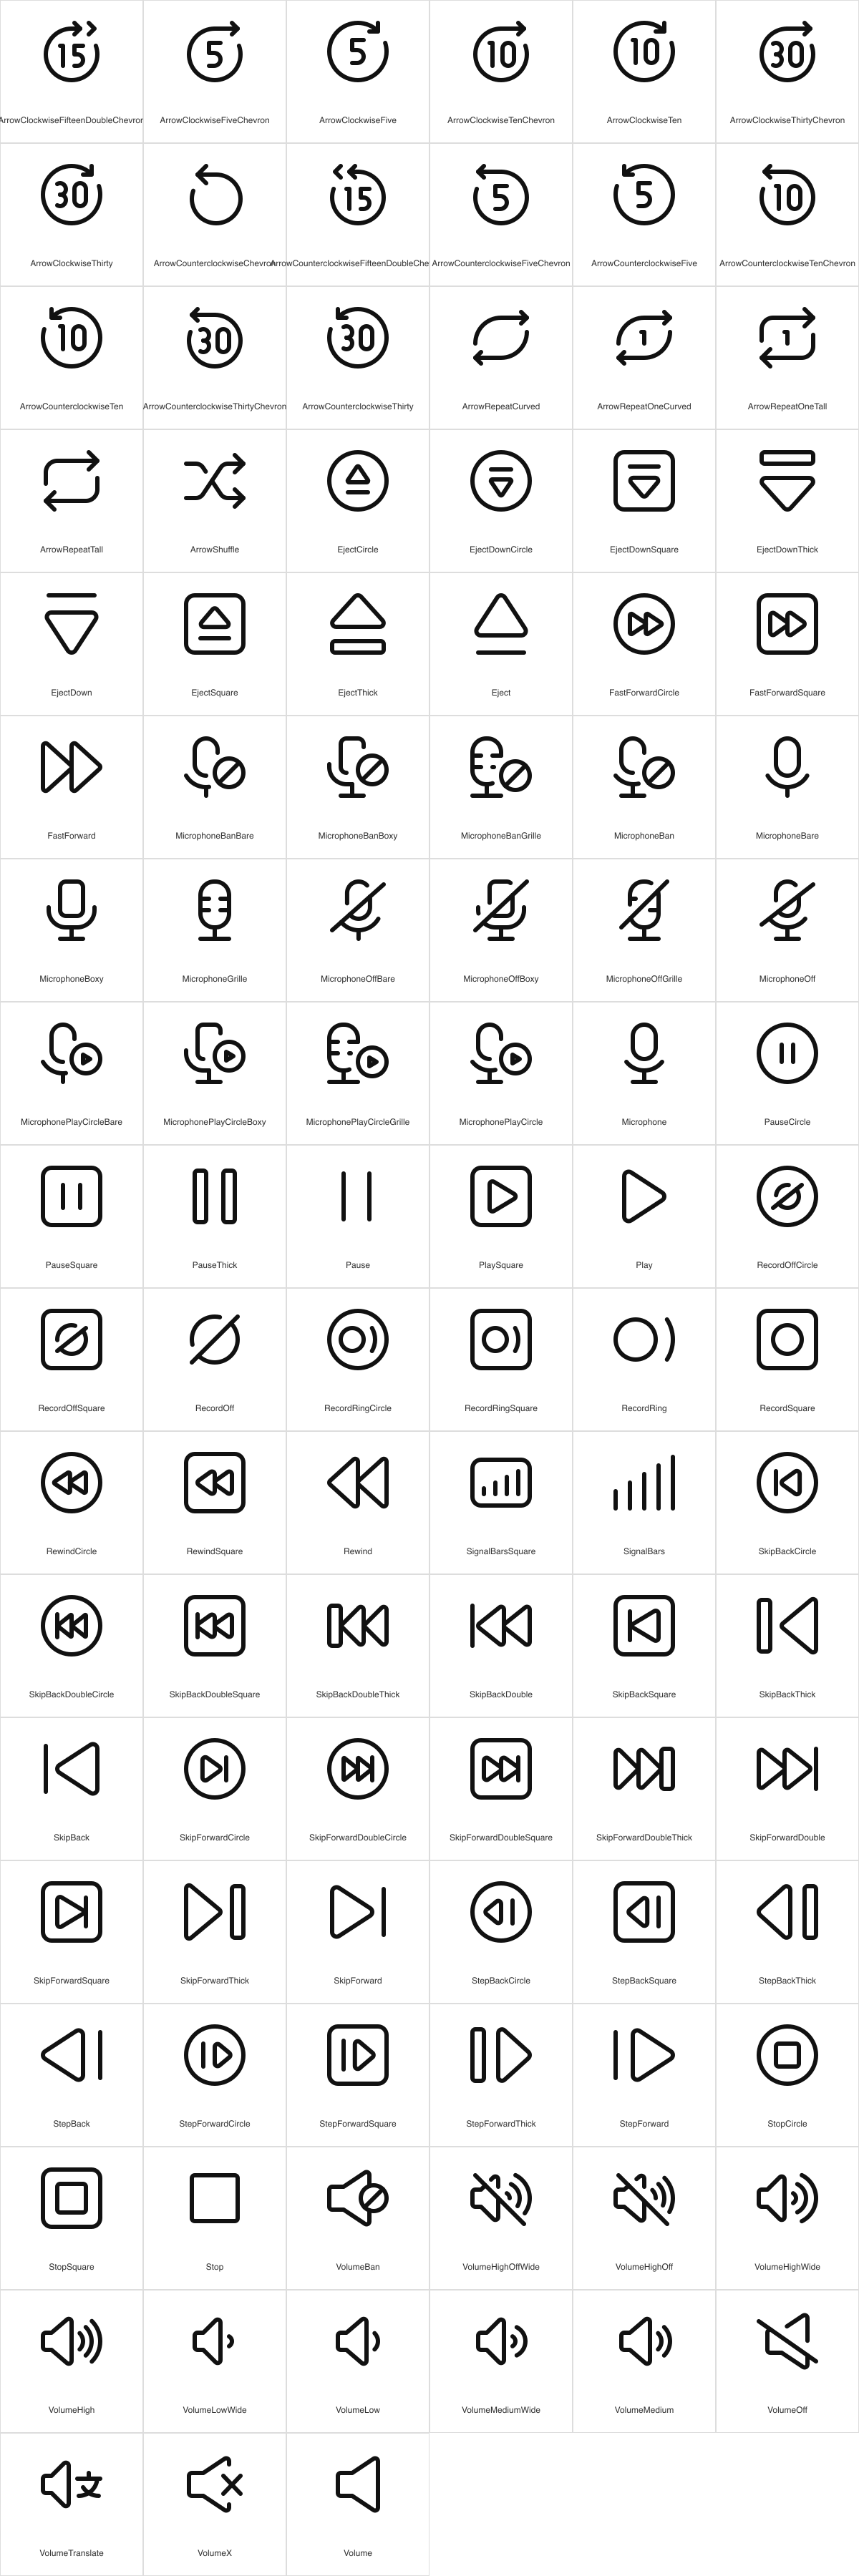 15 5 5 10 10 30
ArrowClockwiseFifteenDoubleChevron ArrowClockwiseFiveChevron ArrowClockwiseFive ArrowClockwiseTenChevron ArrowClockwiseTen ArrowClockwiseThirtyChevron
30 15 5 5 10
ArrowClockwiseThirty ArrowCounterclockwiseChevron ArrowCounterclockwiseFifteenDoubleChe ArrowCounterclockwiseFiveChevron ArrowCounterclockwiseFive ArrowCounterclockwiseTenChevron
10 30 30 1 1
ArrowCounterclockwiseTen ArrowCounterclockwiseThirtyChevron ArrowCounterclockwiseThirty ArrowRepeatCurved ArrowRepeatOneCurved ArrowRepeatOneTall
ArrowRepeatTall ArrowShuffle EjectCircle EjectDownCircle EjectDownSquare EjectDownThick
EjectDown EjectSquare EjectThick Eject FastForwardCircle FastForwardSquare
FastForward MicrophoneBanBare MicrophoneBanBoxy MicrophoneBanGrille MicrophoneBan MicrophoneBare
MicrophoneBoxy MicrophoneGrille MicrophoneOffBare MicrophoneOffBoxy MicrophoneOffGrille MicrophoneOff
MicrophonePlayCircleBare MicrophonePlayCircleBoxy MicrophonePlayCircleGrille MicrophonePlayCircle Microphone PauseCircle
PauseSquare PauseThick Pause PlaySquare Play RecordOffCircle
RecordOffSquare RecordOff RecordRingCircle RecordRingSquare RecordRing RecordSquare
RewindCircle RewindSquare Rewind SignalBarsSquare SignalBars SkipBackCircle
SkipBackDoubleCircle SkipBackDoubleSquare SkipBackDoubleThick SkipBackDouble SkipBackSquare SkipBackThick
SkipBack SkipForwardCircle SkipForwardDoubleCircle SkipForwardDoubleSquare SkipForwardDoubleThick SkipForwardDouble
SkipForwardSquare SkipForwardThick SkipForward StepBackCircle StepBackSquare StepBackThick
StepBack StepForwardCircle StepForwardSquare StepForwardThick StepForward StopCircle
StopSquare Stop VolumeBan VolumeHighOffWide VolumeHighOff VolumeHighWide
VolumeHigh VolumeLowWide VolumeLow VolumeMediumWide VolumeMedium VolumeOff
文
VolumeTranslate VolumeX Volume